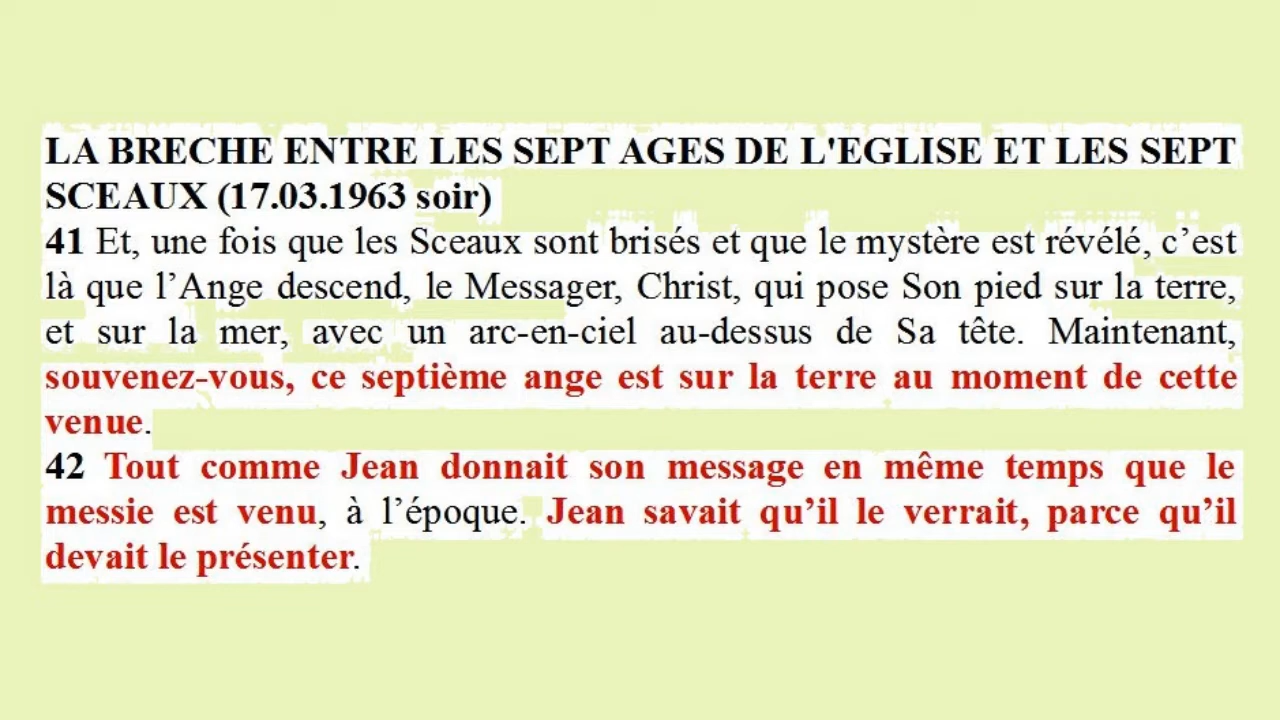 LA BRECHE ENTRE LES SEPT AGES DE L'EGLISE ET LES SEPT
SCEAUX (17.03.1963 soir)
41 Et, une fois que les Sceaux sont brisés et que le mystère est révélé, c’est
là que l’Ange descend, le Messager, Christ, qui pose Son pied sur la terre,
et sur la mer, avec un arc-en-ciel au-dessus de Sa tête. Maintenant,
souvenez-vous, ce septième ange est sur la terre au moment de cette
venue.
42 Tout comme Jean donnait son message en même temps que le
messie est venu, à l’époque. Jean savait qu’il le verrait, parce qu’il
devait le présenter.